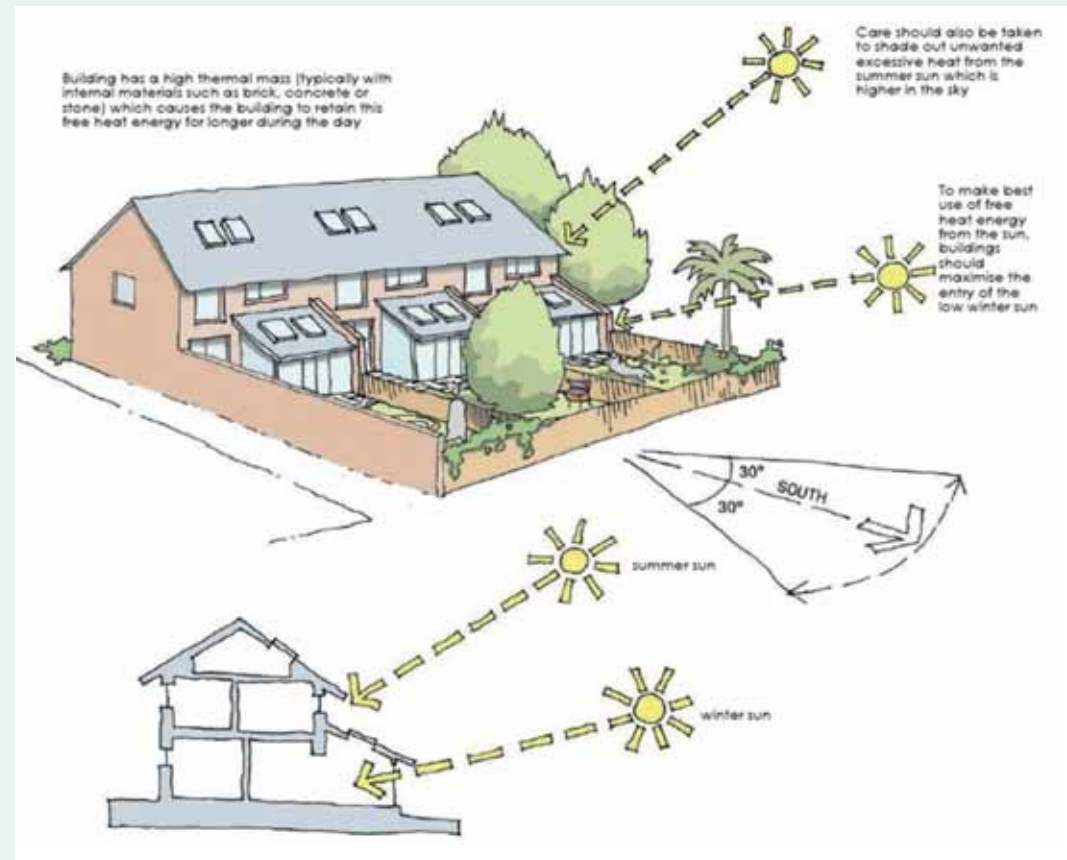 Building has a high thermal mass (typically with
internal materials such as brick, concrete or
stone) which causes the building to retain this
free heat energy for longer during the day
Care should also be taken
to shade out unwanted
excessive heat from the
summer sun which is
higher in the sky
To make best
use of free
heat energy
from the sun,
buildings
should
maximise the
entry of the
low winter sun
30°
SOUTH
30°
summer sun
winter sun